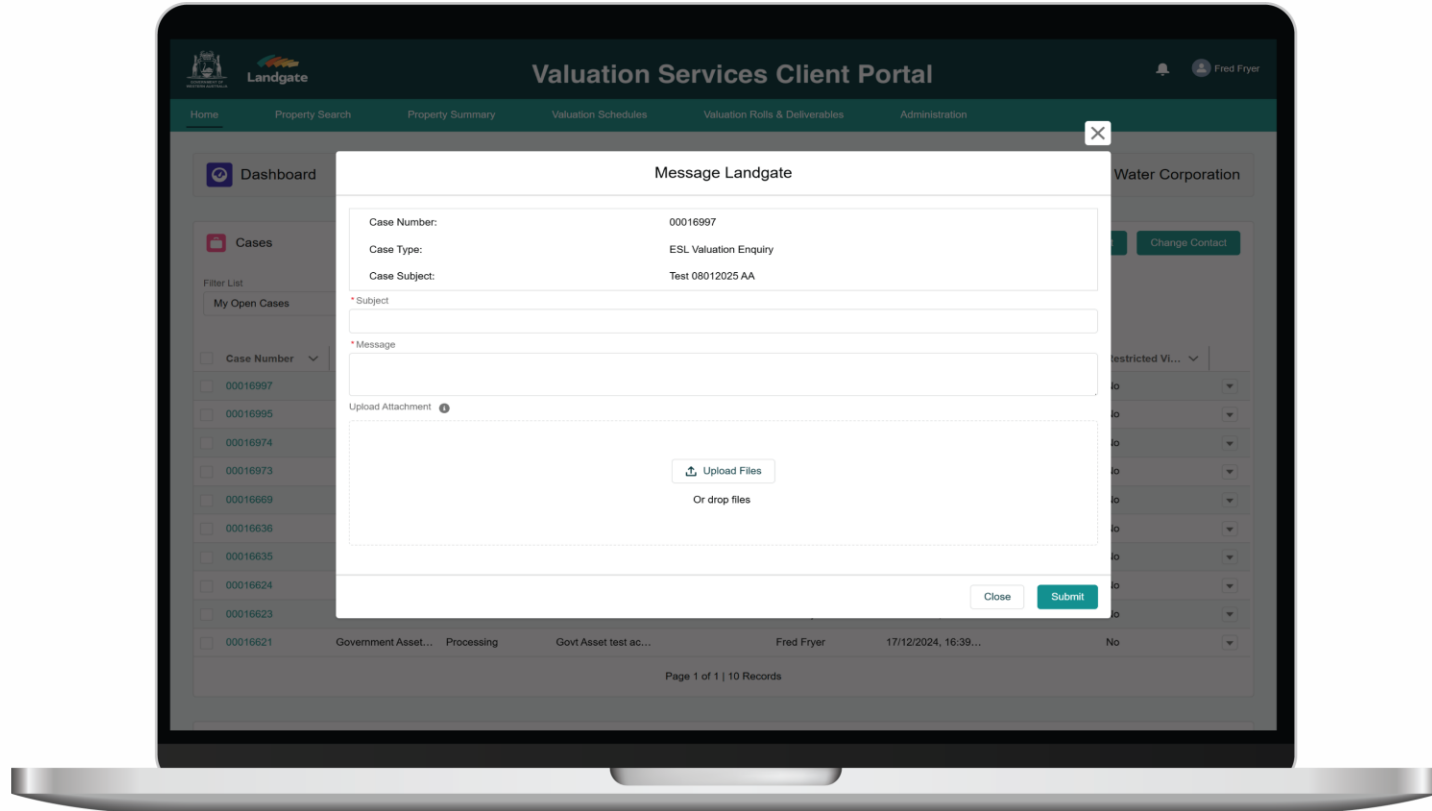 Landgate
Valuation Services Client Portal
Fred Fryer
Home Property Search Property Summary Valuation Schedules Valuation Rolls & Deliverables Administration
Dashboard
Water Corporation
Message Landgate
Cases
Change Contact
Case Number: 00016997
Case Type: ESL Valuation Enquiry
Case Subject: Test 08012025 AA
Filter List
My Open Cases
* Subject
* Message
Case Number
Restricted Vi...
00016997
Upload Attachment
00016995
00016974
00016973
Upload Files
00016669
Or drop files
00016636
00016635
00016624
Close Submit
00016623
00016621 Government Asset... Processing Govt Asset test ac... Fred Fryer 17/12/2024, 16:39... No
Page 1 of 1 | 10 Records